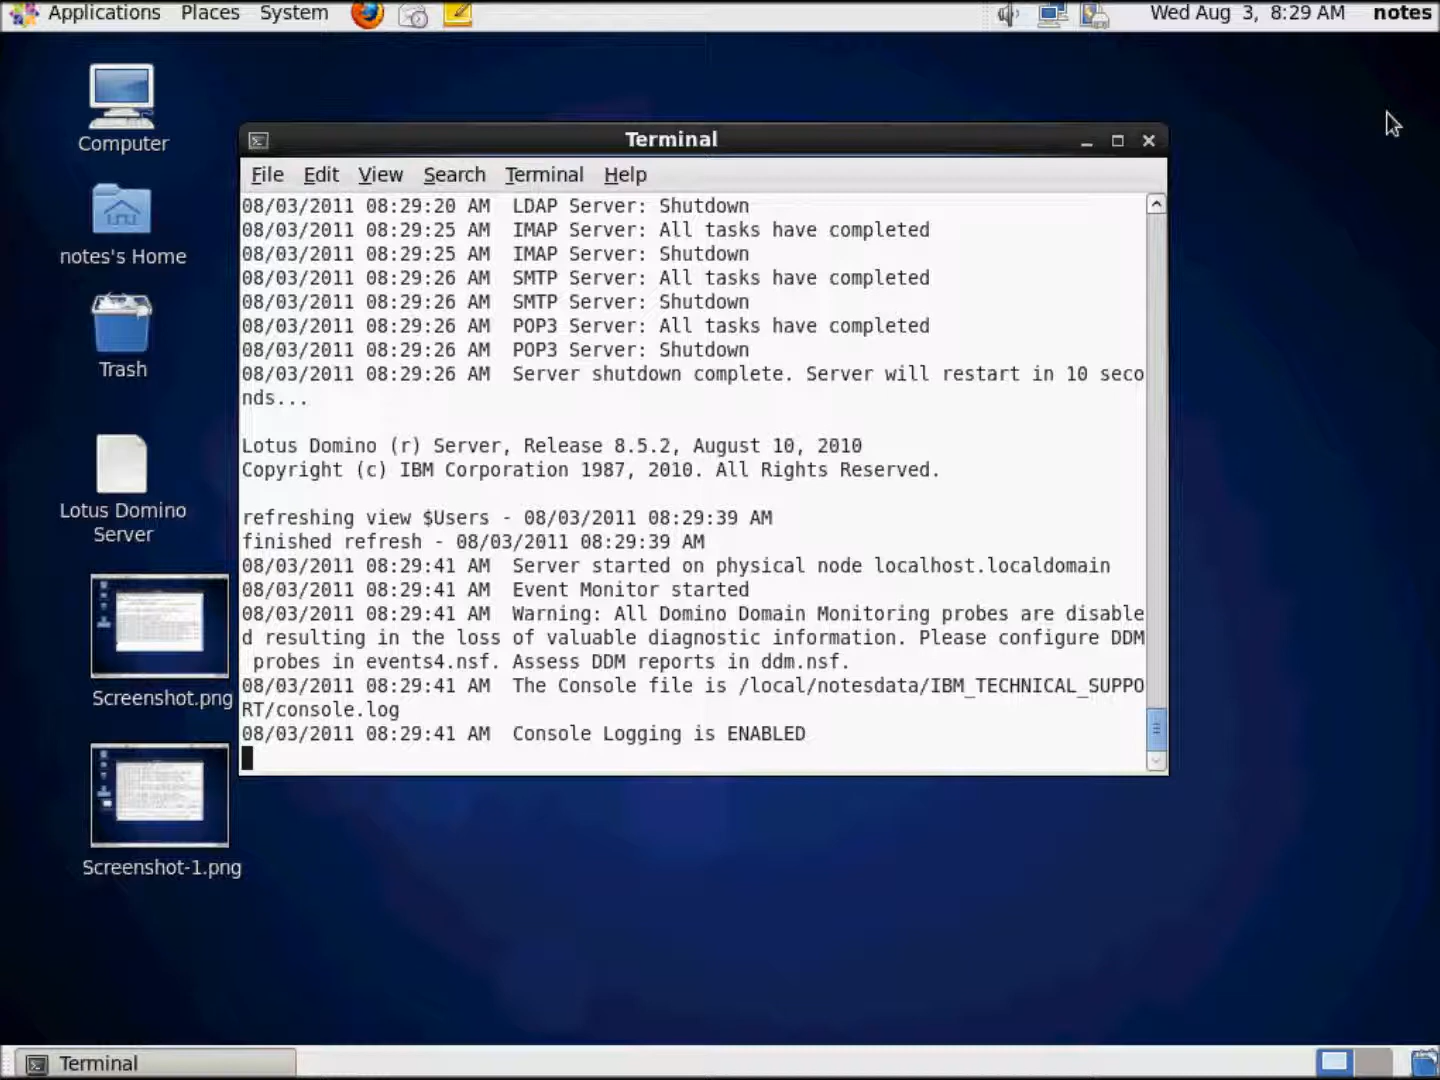 Applications Places System Wed Aug 3, 8:29 AM notes
Computer
notes's Home
Trash
Lotus Domino
Server
Screenshot.png
Screenshot-1.png
Terminal
File Edit View Search Terminal Help
08/03/2011 08:29:20 AM  LDAP Server: Shutdown
08/03/2011 08:29:25 AM  IMAP Server: All tasks have completed
08/03/2011 08:29:25 AM  IMAP Server: Shutdown
08/03/2011 08:29:26 AM  SMTP Server: All tasks have completed
08/03/2011 08:29:26 AM  SMTP Server: Shutdown
08/03/2011 08:29:26 AM  POP3 Server: All tasks have completed
08/03/2011 08:29:26 AM  POP3 Server: Shutdown
08/03/2011 08:29:26 AM  Server shutdown complete. Server will restart in 10 seco
nds...
Lotus Domino (r) Server, Release 8.5.2, August 10, 2010
Copyright (c) IBM Corporation 1987, 2010. All Rights Reserved.
refreshing view $Users - 08/03/2011 08:29:39 AM
finished refresh - 08/03/2011 08:29:39 AM
08/03/2011 08:29:41 AM  Server started on physical node localhost.localdomain
08/03/2011 08:29:41 AM  Event Monitor started
08/03/2011 08:29:41 AM  Warning: All Domino Domain Monitoring probes are disable
d resulting in the loss of valuable diagnostic information. Please configure DDM
 probes in events4.nsf. Assess DDM reports in ddm.nsf.
08/03/2011 08:29:41 AM  The Console file is /local/notesdata/IBM_TECHNICAL_SUPPO
RT/console.log
08/03/2011 08:29:41 AM  Console Logging is ENABLED
Terminal